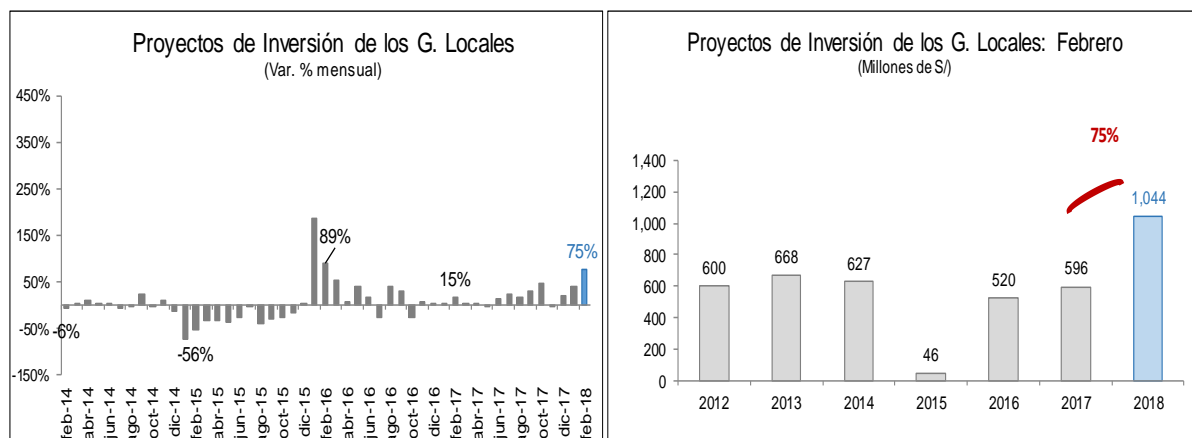 Proyectos de Inversión de los G. Locales
(Var. % mensual)
450%
350%
250%
150%
50%
-50%
-150%
-6%
-56%
89%
15%
75%
feb-14
abr-14
jun-14
ago-14
oct-14
dic-14
feb-15
abr-15
jun-15
ago-15
oct-15
dic-15
feb-16
abr-16
jun-16
ago-16
oct-16
dic-16
feb-17
abr-17
jun-17
ago-17
oct-17
dic-17
feb-18
Proyectos de Inversión de los G. Locales: Febrero
(Millones de S/)
75%
1,400
1,200
1,000
800
600
400
200
0
600
668
627
46
520
596
1,044
2012 2013 2014 2015 2016 2017 2018